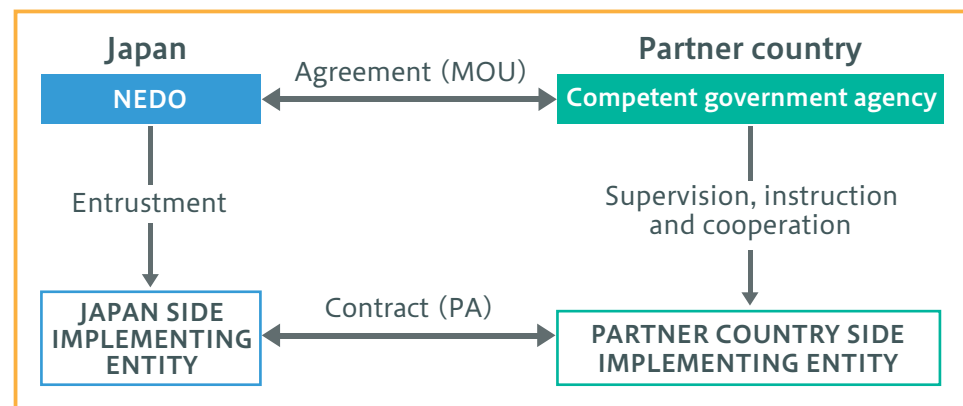 Japan
Partner country
NEDO
Agreement (MOU)
Competent government agency
Entrustment
Supervision, instruction
and cooperation
JAPAN SIDE
IMPLEMENTING
ENTITY
Contract (PA)
PARTNER COUNTRY SIDE
IMPLEMENTING ENTITY